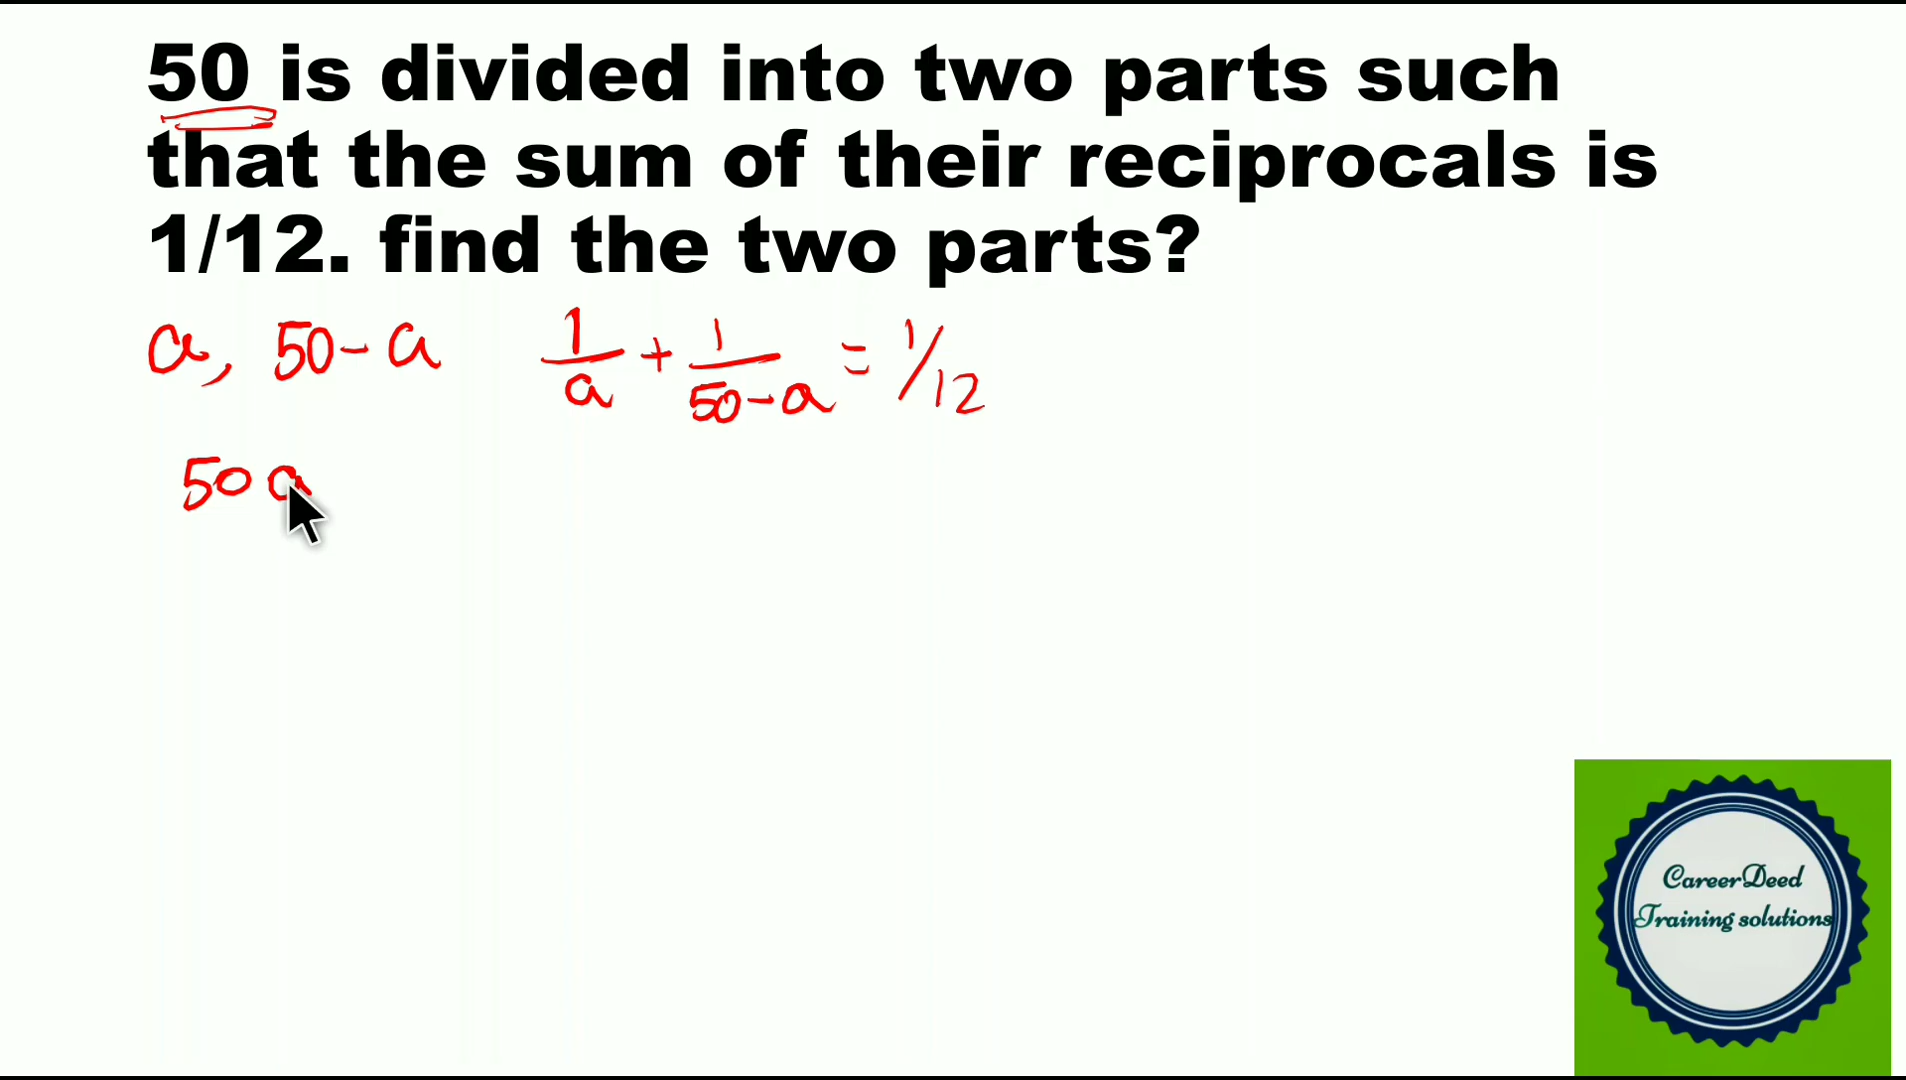 50 is divided into two parts such
that the sum of their reciprocals is
1/12. find the two parts?
a, 50-a 1/a + 1/50-a = 1/12
50a
CareerDeed
Training solutions